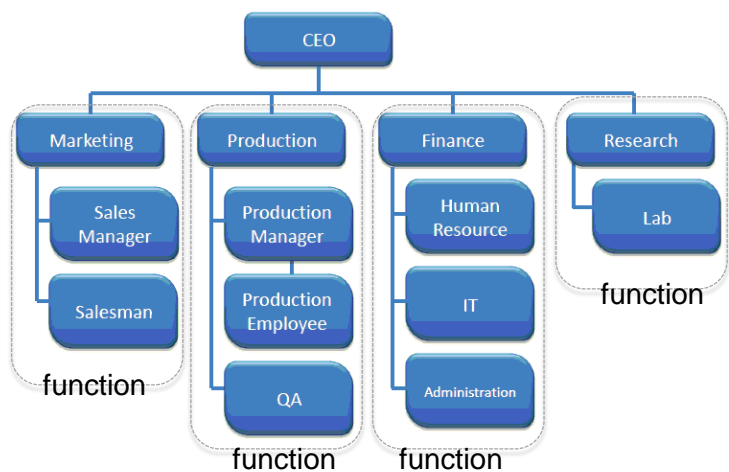 CEO
Marketing
Production
Finance
Research
Sales
Manager
Production
Manager
Human
Resource
Lab
Salesman
Production
Employee
IT
function
function
QA
Administration
function
function